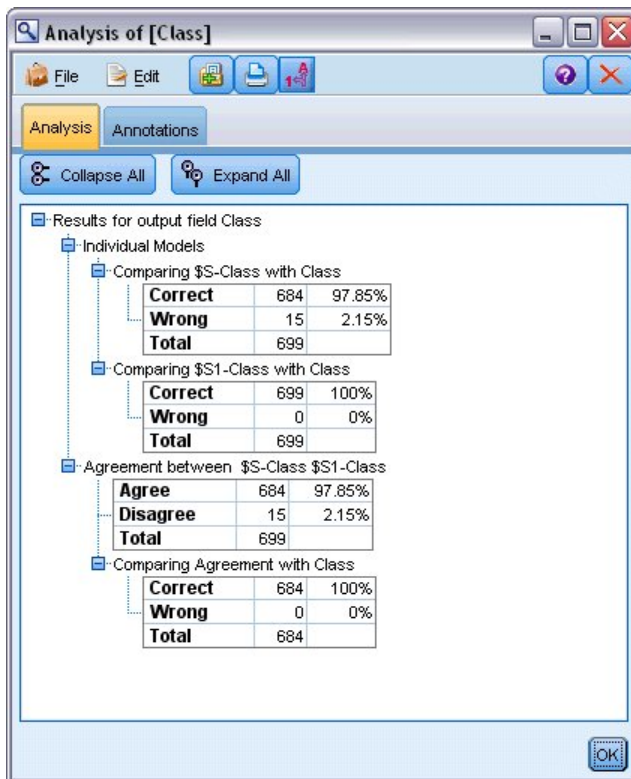 Analysis of [Class]
File Edit
Analysis Annotations
Collapse All Expand All
Results for output field Class
Individual Models
Comparing $S-Class with Class
Correct 684 97.85%
Wrong 15 2.15%
Total 699
Comparing $S1-Class with Class
Correct 699 100%
Wrong 0 0%
Total 699
Agreement between $S-Class $S1-Class
Agree 684 97.85%
Disagree 15 2.15%
Total 699
Comparing Agreement with Class
Correct 684 100%
Wrong 0 0%
Total 684
OK